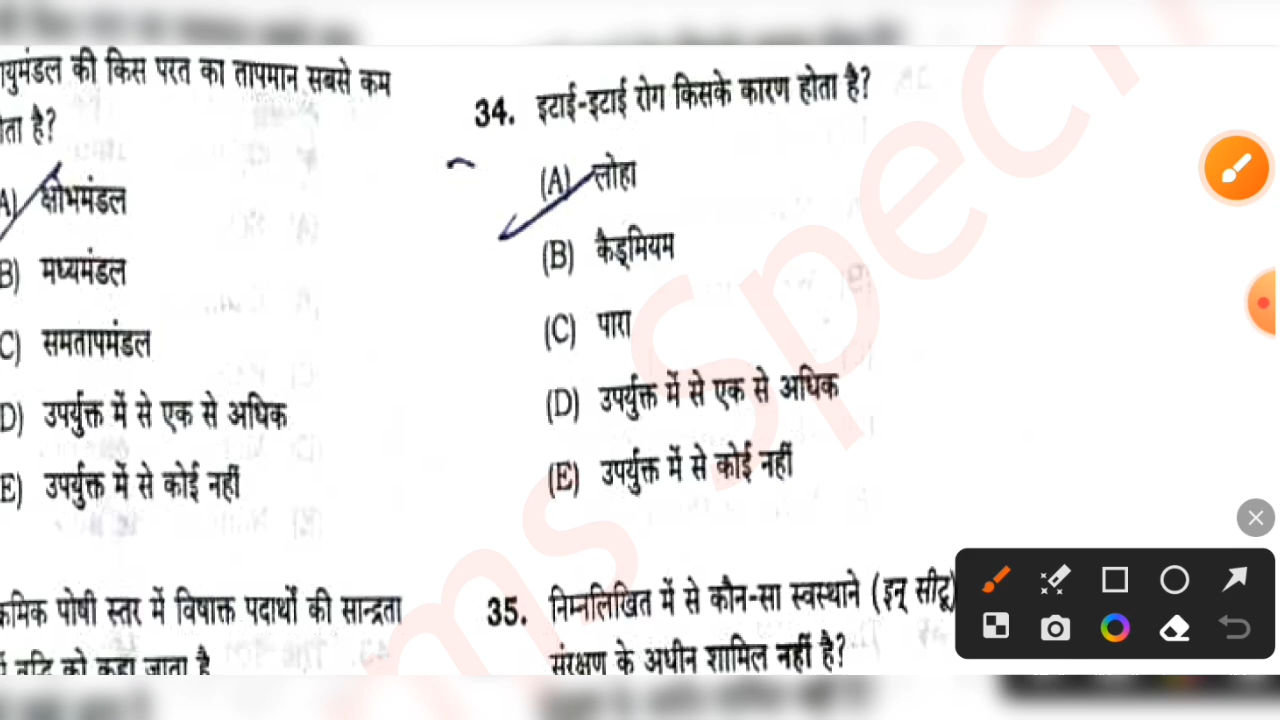 की किस परत का तापमान सबसे कम
है?
क्षोभमंडल
मध्यमंडल
समतापमंडल
उपर्युक्त में से एक से अधिक
उपर्युक्त में से कोई नहीं
पोषी स्तर में विषाक्त पदार्थों की सान्द्रता
को कहा जाता है
34. इटाई-इटाई रोग किसके कारण होता है?
(A) लोहा
(B) कैड्मियम
(C) पारा
(D) उपर्युक्त में से एक से अधिक
(E) उपर्युक्त में से कोई नहीं
35. निम्नलिखित में से कौन-सा स्वस्थाने (इन् सीटू)
संरक्षण के अधीन शामिल नहीं है?